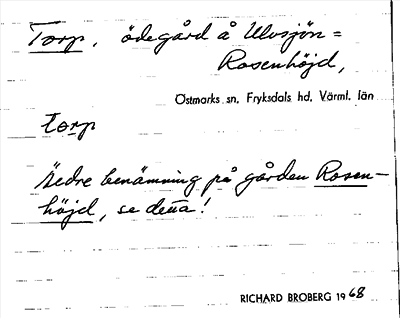 Torp, ödegård å Ulvsjön=
Rosenhöjd,
Östmarks sn, Fryksdals hd, Värml. län
torp
Äldre benämning på gården Rosen-
höjd, se detta!
RICHARD BROBERG 1968